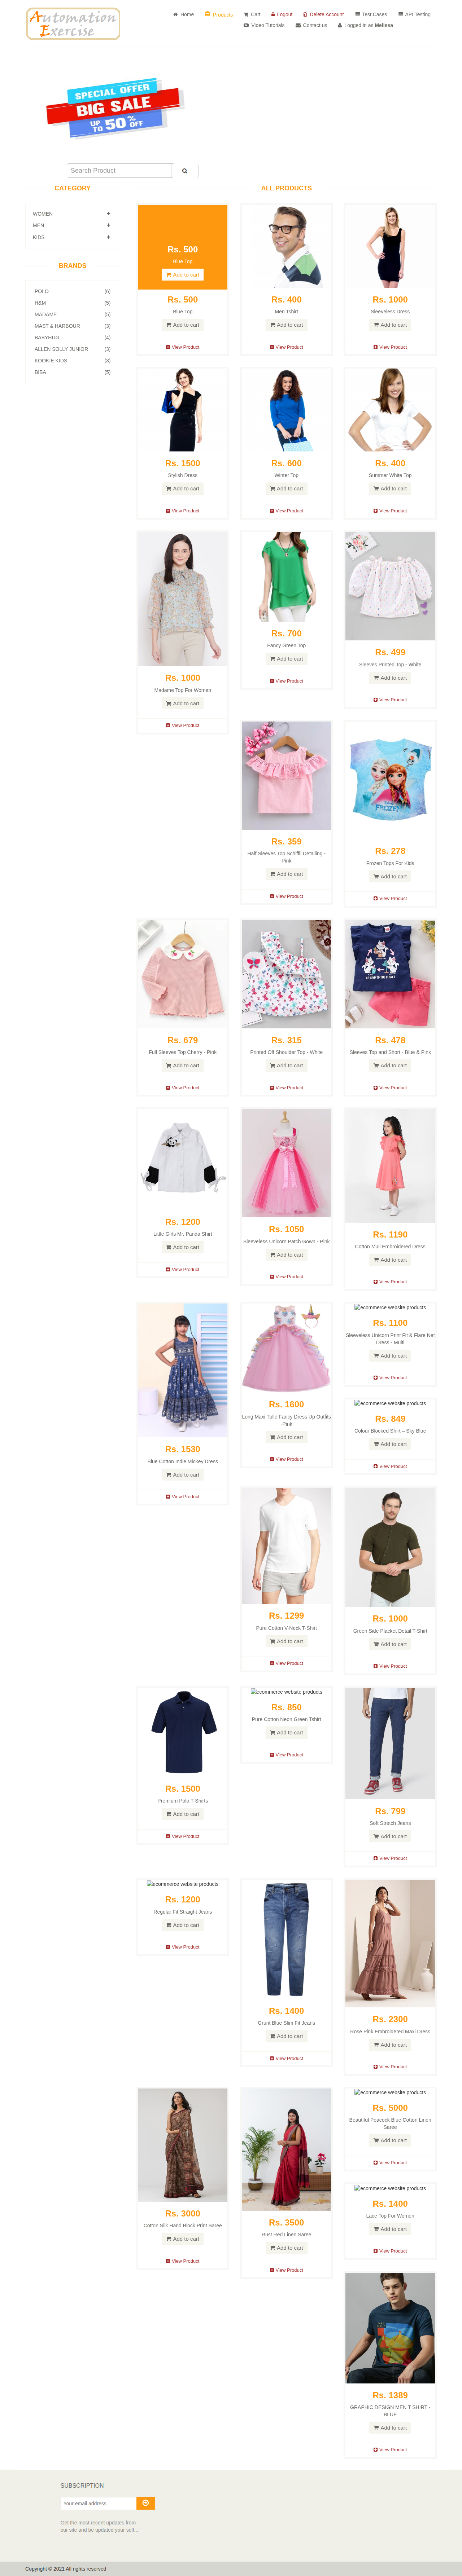 Automation
Exercise
Home
Products
Cart
Logout
Delete Account
Test Cases
API Testing
Video Tutorials
Contact us
Logged in as Melissa
SPECIAL OFFER
BIG SALE
UP TO 50 %
Search Product
CATEGORY
WOMEN
MEN
KIDS
BRANDS
POLO (6)
H&M (5)
MADAME (5)
MAST & HARBOUR (3)
BABYHUG (4)
ALLEN SOLLY JUNIOR (3)
KOOKIE KIDS (3)
BIBA (5)
ALL PRODUCTS
Rs. 500
Blue Top
Add to cart
Rs. 500
Blue Top
Add to cart
View Product
Rs. 400
Men Tshirt
Add to cart
View Product
Rs. 1000
Sleeveless Dress
Add to cart
View Product
Rs. 1500
Stylish Dress
Add to cart
View Product
Rs. 600
Winter Top
Add to cart
View Product
Rs. 400
Summer White Top
Add to cart
View Product
Rs. 1000
Madame Top For Women
Add to cart
View Product
Rs. 700
Fancy Green Top
Add to cart
View Product
Rs. 499
Sleeves Printed Top - White
Add to cart
View Product
Rs. 359
Half Sleeves Top Schiffli Detailing -
Pink
Add to cart
View Product
FROZEN
Rs. 278
Frozen Tops For Kids
Add to cart
View Product
Rs. 679
Full Sleeves Top Cherry - Pink
Add to cart
View Product
Rs. 315
Printed Off Shoulder Top - White
Add to cart
View Product
Rs. 478
Sleeves Top and Short - Blue & Pink
Add to cart
View Product
Rs. 1200
Little Girls Mr. Panda Shirt
Add to cart
View Product
Rs. 1050
Sleeveless Unicorn Patch Gown - Pink
Add to cart
View Product
Rs. 1190
Cotton Mull Embroidered Dress
Add to cart
View Product
Rs. 1530
Blue Cotton Indie Mickey Dress
Add to cart
View Product
Rs. 1600
Long Maxi Tulle Fancy Dress Up Outfits
-Pink
Add to cart
View Product
ecommerce website products
Rs. 1100
Sleeveless Unicorn Print Fit & Flare Net
Dress - Multi
Add to cart
View Product
ecommerce website products
Rs. 849
Colour Blocked Shirt – Sky Blue
Add to cart
View Product
Rs. 1299
Pure Cotton V-Neck T-Shirt
Add to cart
View Product
Rs. 1000
Green Side Placket Detail T-Shirt
Add to cart
View Product
Rs. 1500
Premium Polo T-Shirts
Add to cart
View Product
ecommerce website products
Rs. 850
Pure Cotton Neon Green Tshirt
Add to cart
View Product
Rs. 799
Soft Stretch Jeans
Add to cart
View Product
ecommerce website products
Rs. 1200
Regular Fit Straight Jeans
Add to cart
View Product
Rs. 1400
Grunt Blue Slim Fit Jeans
Add to cart
View Product
Rs. 2300
Rose Pink Embroidered Maxi Dress
Add to cart
View Product
Rs. 3000
Cotton Silk Hand Block Print Saree
Add to cart
View Product
Rs. 3500
Rust Red Linen Saree
Add to cart
View Product
ecommerce website products
Rs. 5000
Beautiful Peacock Blue Cotton Linen
Saree
Add to cart
View Product
ecommerce website products
Rs. 1400
Lace Top For Women
Add to cart
View Product
Rs. 1389
GRAPHIC DESIGN MEN T SHIRT -
BLUE
Add to cart
View Product
SUBSCRIPTION
Your email address
Get the most recent updates from
our site and be updated your self...
Copyright © 2021 All rights reserved